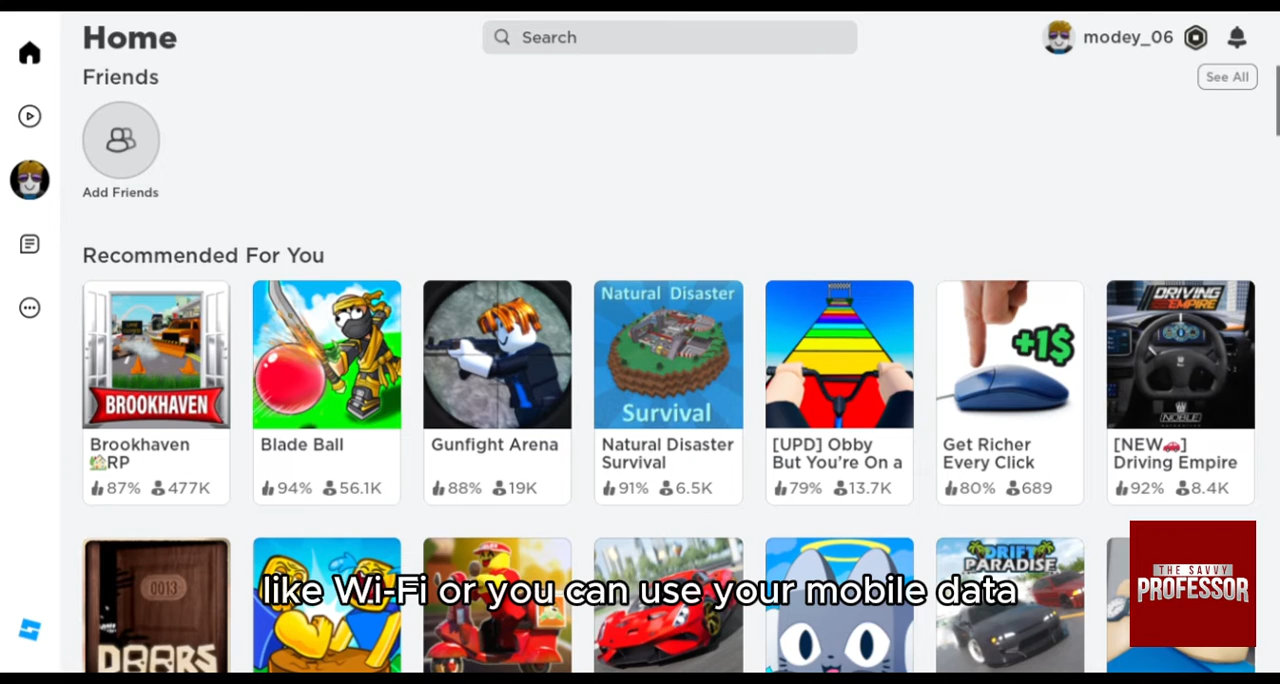 Home
Search
modey_06
Friends
See All
Add Friends
Recommended For You
BROOKHAVEN
Natural Disaster
Survival
+1$
DRIVING
EMPIRE
NOBLE
Brookhaven
🏡RP
87% 477K
Blade Ball
94% 56.1K
Gunfight Arena
88% 19K
Natural Disaster
Survival
91% 6.5K
[UPD] Obby
But You're On a
79% 13.7K
Get Richer
Every Click
80% 689
[NEW🚗]
Driving Empire
92% 8.4K
0013
DOORS
DRIFT
PARADISE
like Wi-Fi or you can use your mobile data
THE SAVVY
PROFESSOR